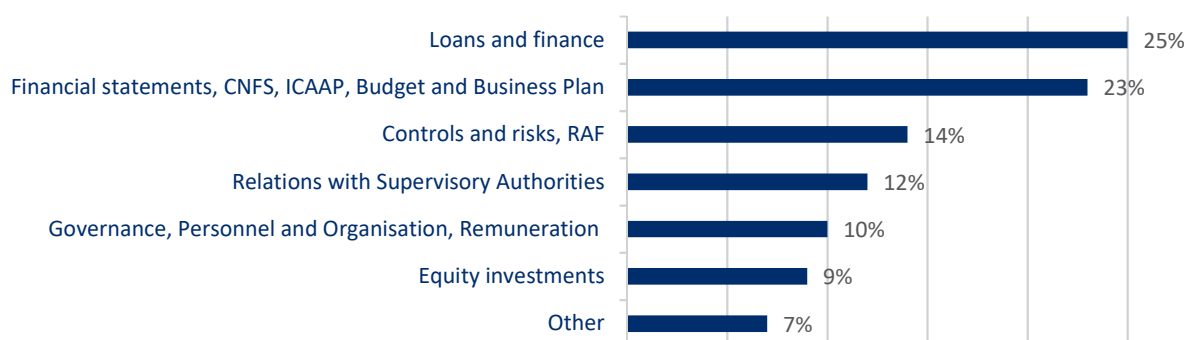 Loans and finance 25%
Financial statements, CNFS, ICAAP, Budget and Business Plan 23%
Controls and risks, RAF 14%
Relations with Supervisory Authorities 12%
Governance, Personnel and Organisation, Remuneration 10%
Equity investments 9%
Other 7%